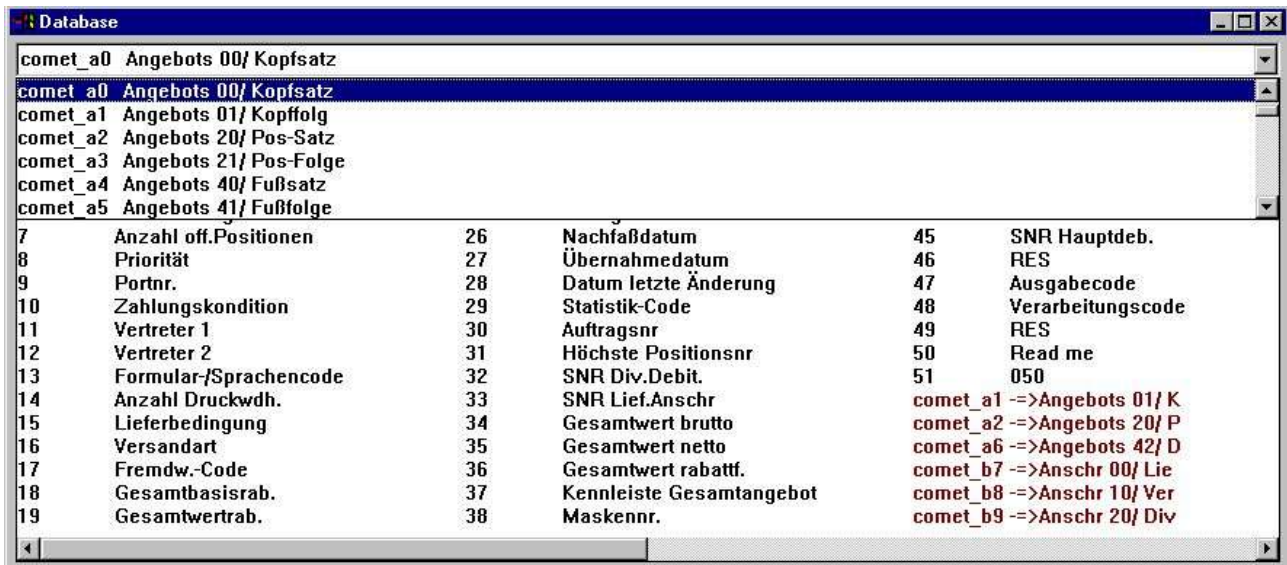 Database
comet_a0 Angebots 00/ Kopfsatz
comet_a0 Angebots 00/ Kopfsatz
comet_a1 Angebots 01/ Kopffolg
comet_a2 Angebots 20/ Pos-Satz
comet_a3 Angebots 21/ Pos-Folge
comet_a4 Angebots 40/ Fußsatz
comet_a5 Angebots 41/ Fußfolge
7 Anzahl off.Positionen 26 Nachfaßdatum 45 SNR Hauptdeb.
8 Priorität 27 Übernahmedatum 46 RES
9 Portnr. 28 Datum letzte Änderung 47 Ausgabecode
10 Zahlungskondition 29 Statistik-Code 48 Verarbeitungscode
11 Vertreter 1 30 Auftragsnr 49 RES
12 Vertreter 2 31 Höchste Positionsnr 50 Read me
13 Formular-/Sprachencode 32 SNR Div.Debit. 51 050
14 Anzahl Druckwdh. 33 SNR Lief.Anschr comet_a1 -=>Angebots 01/ K
15 Lieferbedingung 34 Gesamtwert brutto comet_a2 -=>Angebots 20/ P
16 Versandart 35 Gesamtwert netto comet_a6 -=>Angebots 42/ D
17 Fremdw.-Code 36 Gesamtwert rabattf. comet_b7 -=>Anschr 00/ Lie
18 Gesamtbasisrab. 37 Kennleiste Gesamtangebot comet_b8 -=>Anschr 10/ Ver
19 Gesamtwertrab. 38 Maskennr. comet_b9 -=>Anschr 20/ Div